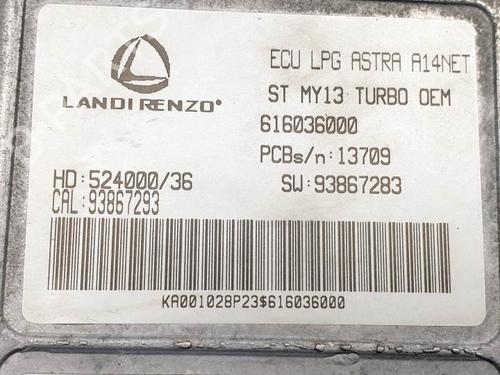 ECU LPG ASTRA A14NET
LANDIRENZO®
ST MY13 TURBO OEM
616036000
PCBs/n:13709
HD:524000/36
SW:93867283
CAL:93867293
KA001028P23$616036000